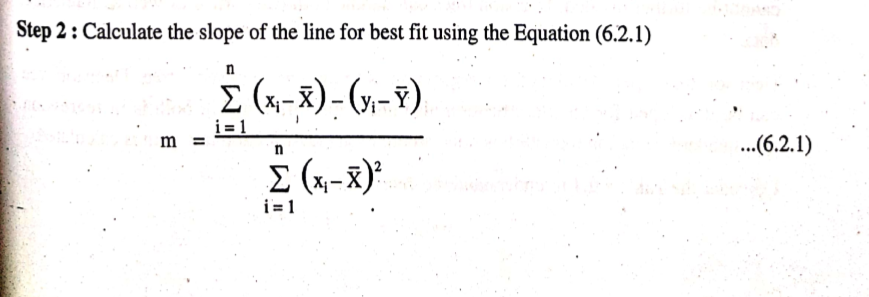 Step 2 : Calculate the slope of the line for best fit using the Equation (6.2.1)
n
Σ (xᵢ – X̄) – (yᵢ – Ȳ)
i = 1
m =
...(6.2.1)
n
Σ (xᵢ – X̄)²
i = 1